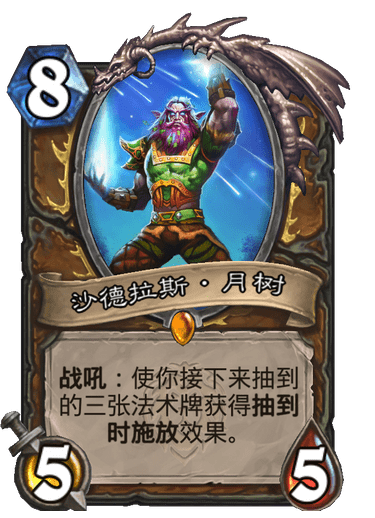 8
沙德拉斯·月树
战吼：使你接下来抽到
的三张法术牌获得抽到
时施放效果。
5
5